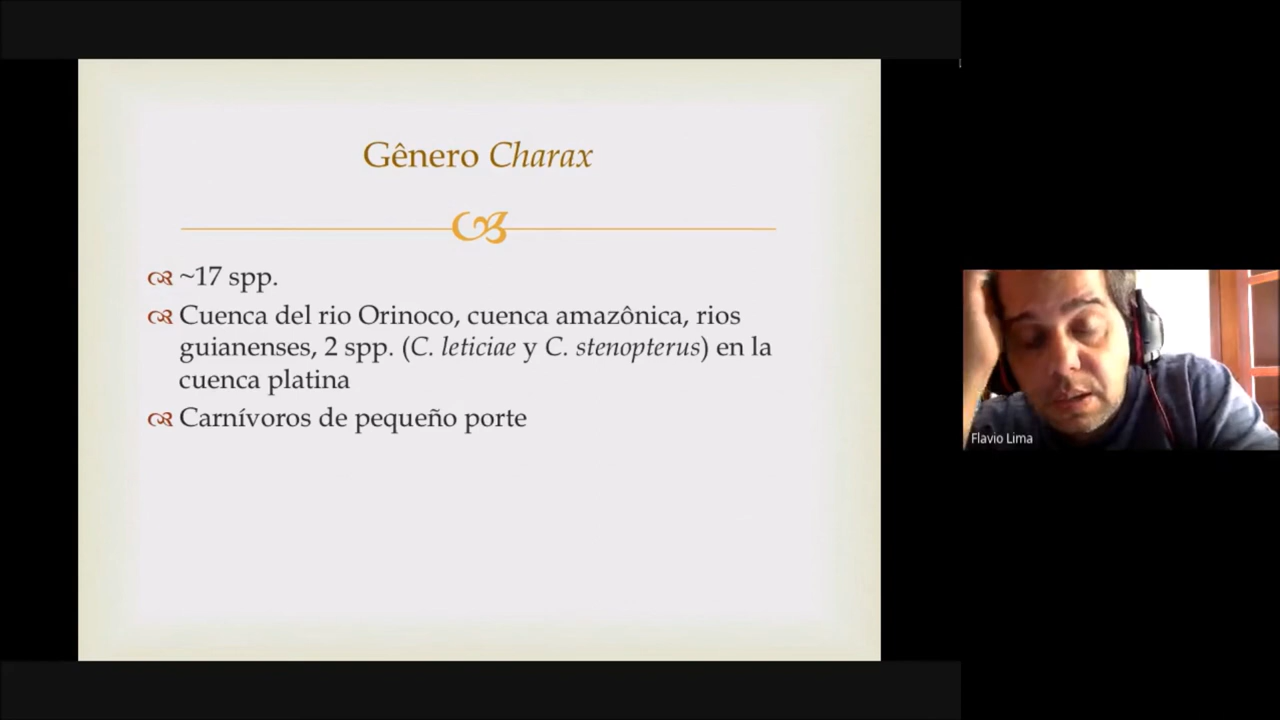 Gênero Charax
~17 spp.
Cuenca del rio Orinoco, cuenca amazônica, rios
guianenses, 2 spp. (C. leticiae y C. stenopterus) en la
cuenca platina
Carnívoros de pequeño porte
Flavio Lima